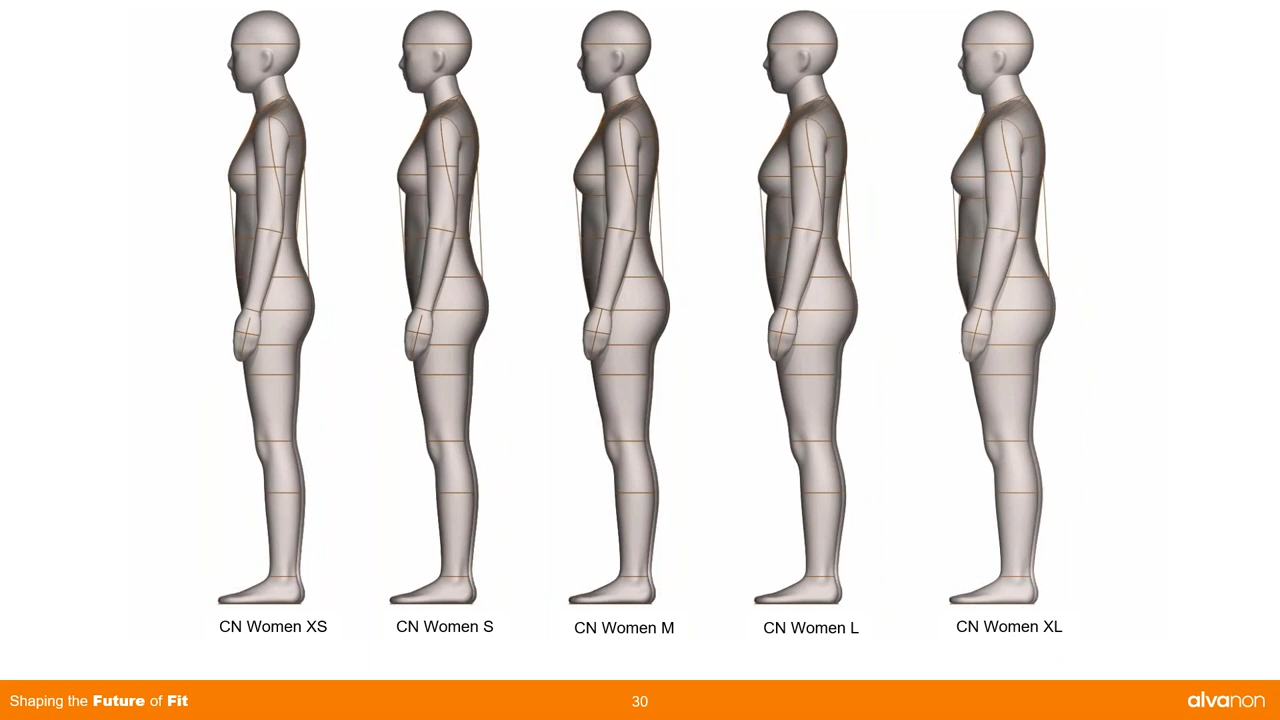 CN Women XS
CN Women S
CN Women M
CN Women L
CN Women XL
Shaping the Future of Fit
30
alvanon